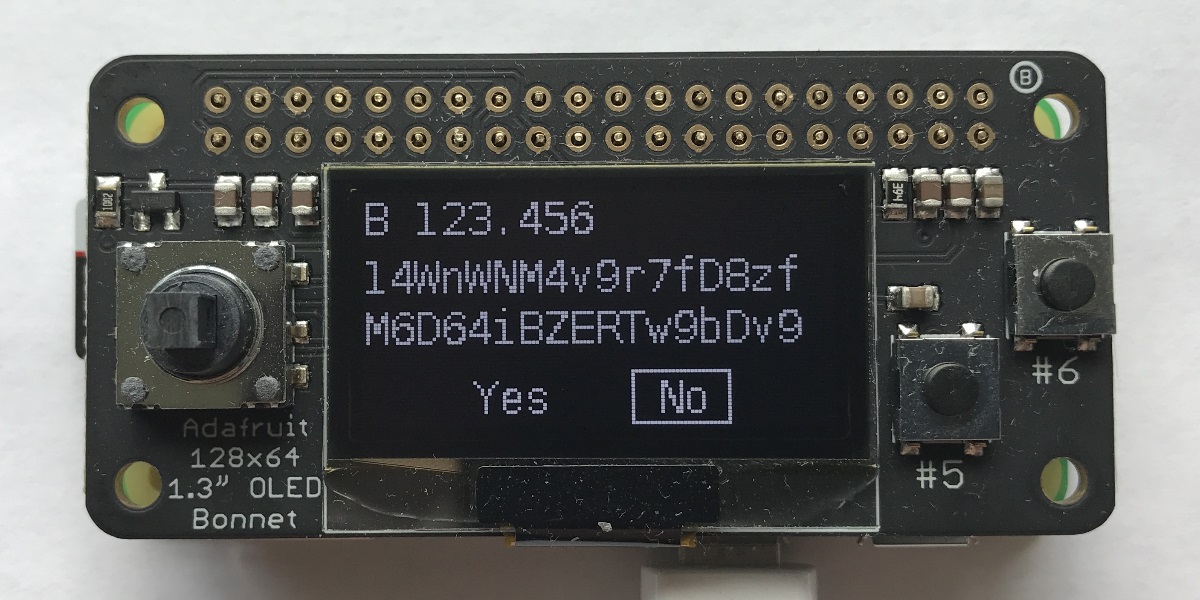 B
B 123.456
14WnWNM4v9r7fD8zf
M6D64iBZERTw9bDv9
Yes No
#6
#5
Adafruit
128x64
1.3” OLED
Bonnet